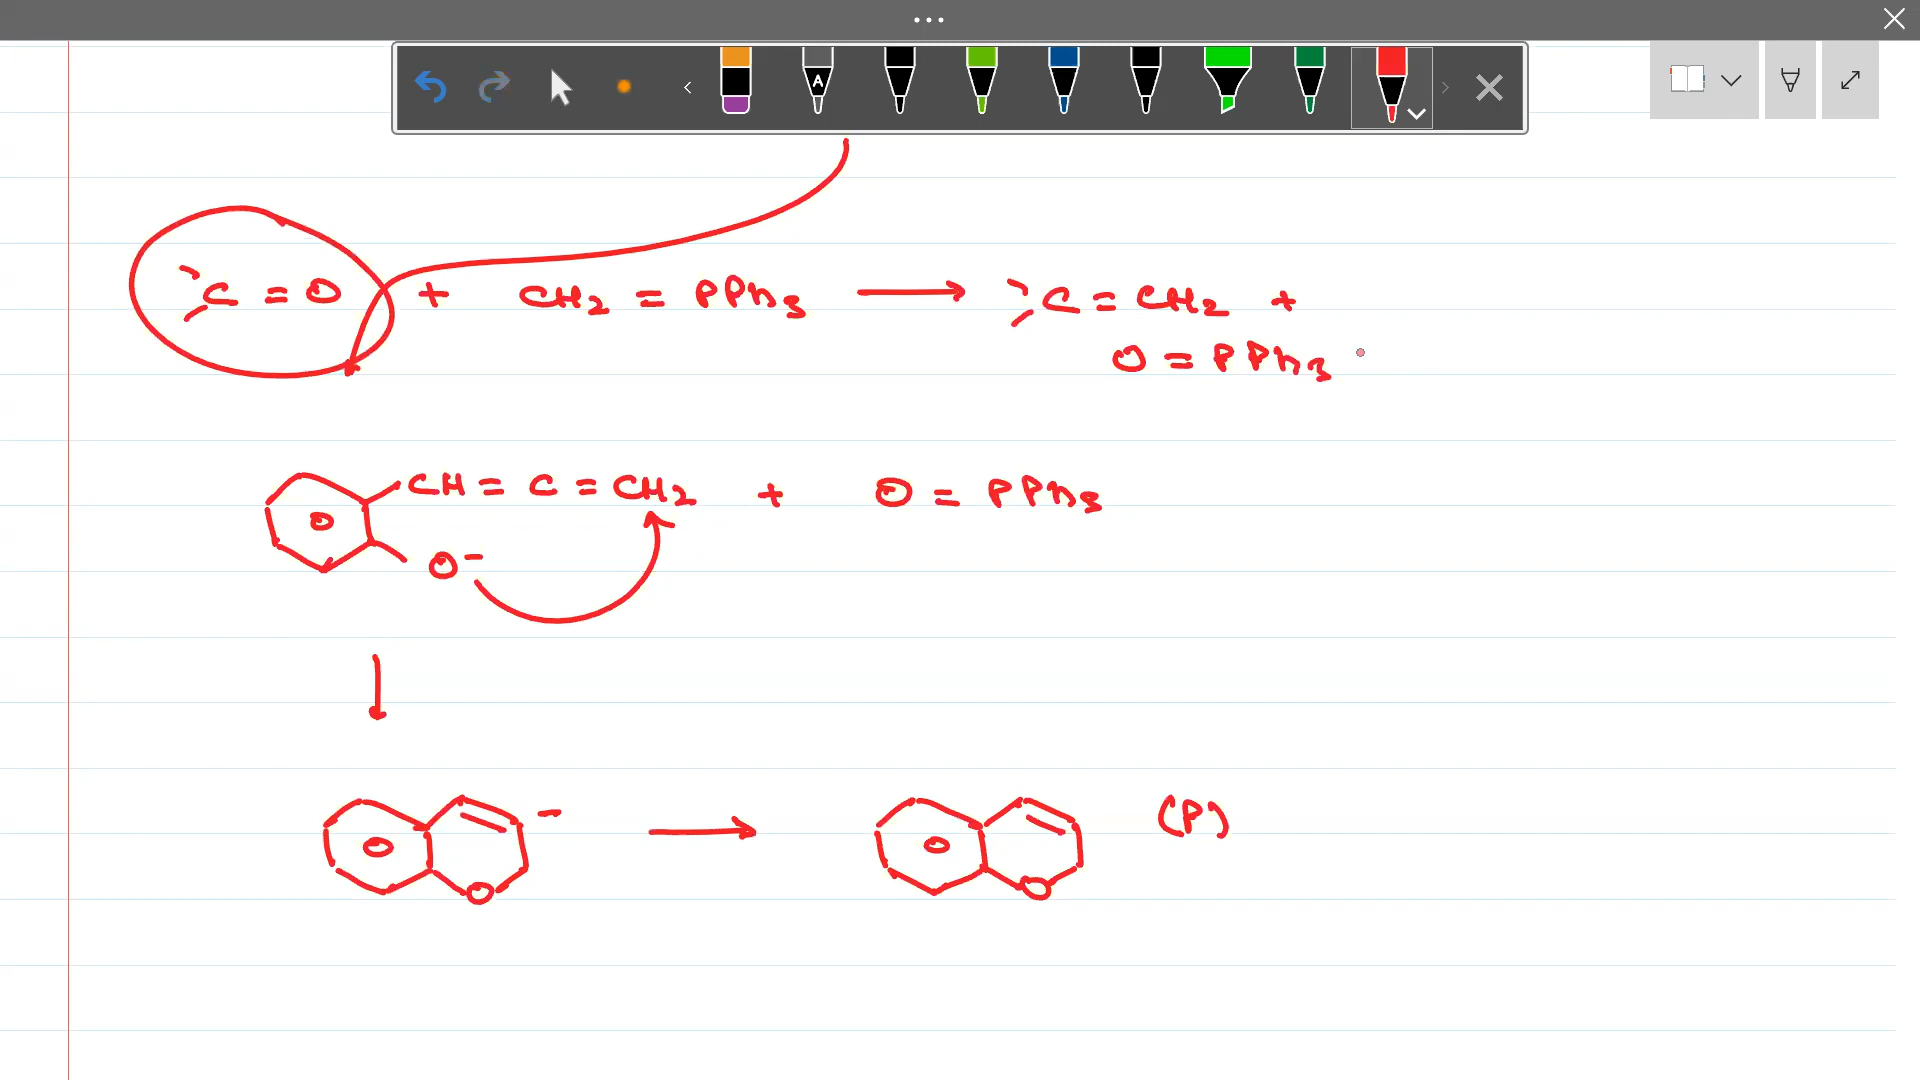 C = O + CH2 = PPh3 ⟶ C = CH2 +
O = PPh3
CH = C = CH2 + O = PPh3
O
O⁻
O − ⟶ O (P)
O O